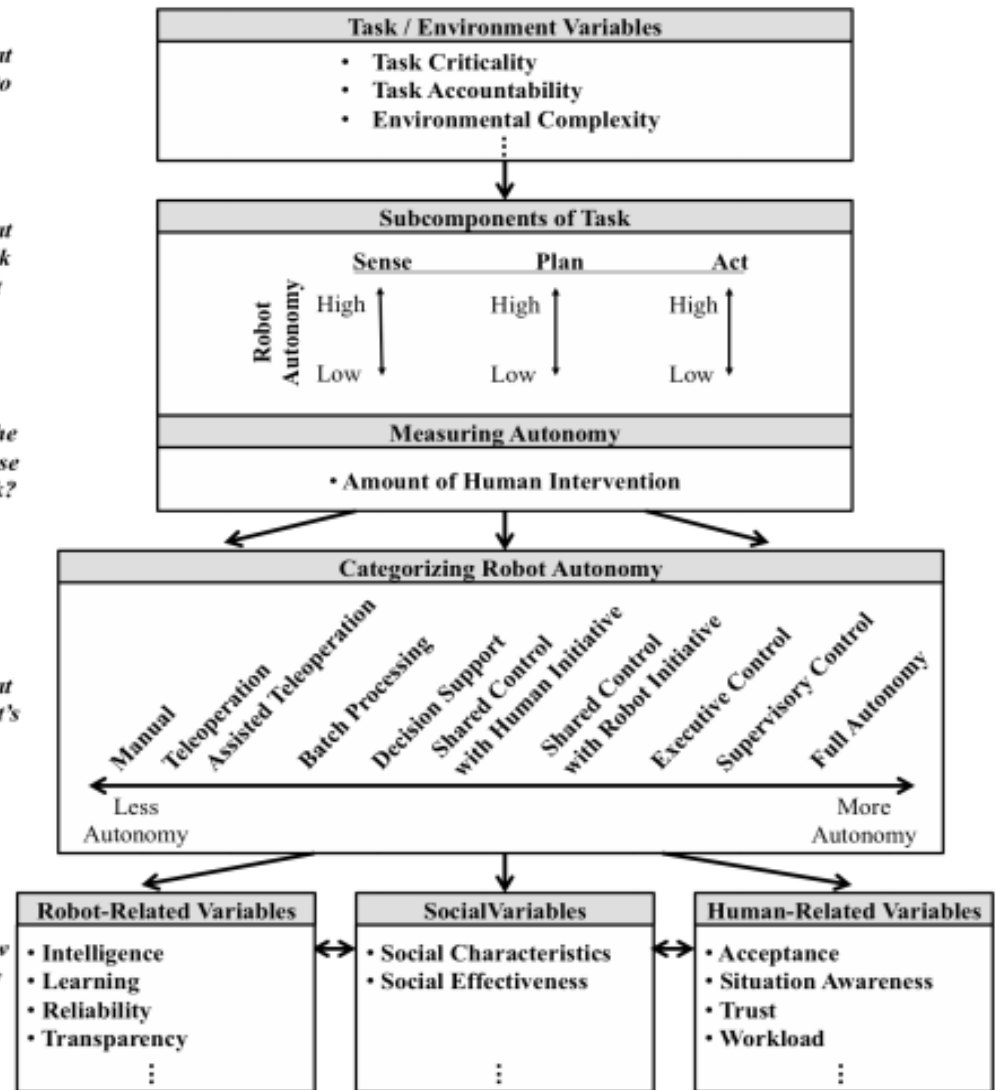 Task / Environment Variables
• Task Criticality
• Task Accountability
• Environmental Complexity
⋮
Subcomponents of Task
Sense Plan Act
Robot Autonomy
High High High
Low Low Low
Measuring Autonomy
• Amount of Human Intervention
Categorizing Robot Autonomy
Manual
Teleoperation
Assisted Teleoperation
Batch Processing
Decision Support
Shared Control
with Human Initiative
Shared Control
with Robot Initiative
Executive Control
Supervisory Control
Full Autonomy
Less
Autonomy
More
Autonomy
Robot-Related Variables
• Intelligence
• Learning
• Reliability
• Transparency
⋮
SocialVariables
• Social Characteristics
• Social Effectiveness
⋮
Human-Related Variables
• Acceptance
• Situation Awareness
• Trust
• Workload
⋮